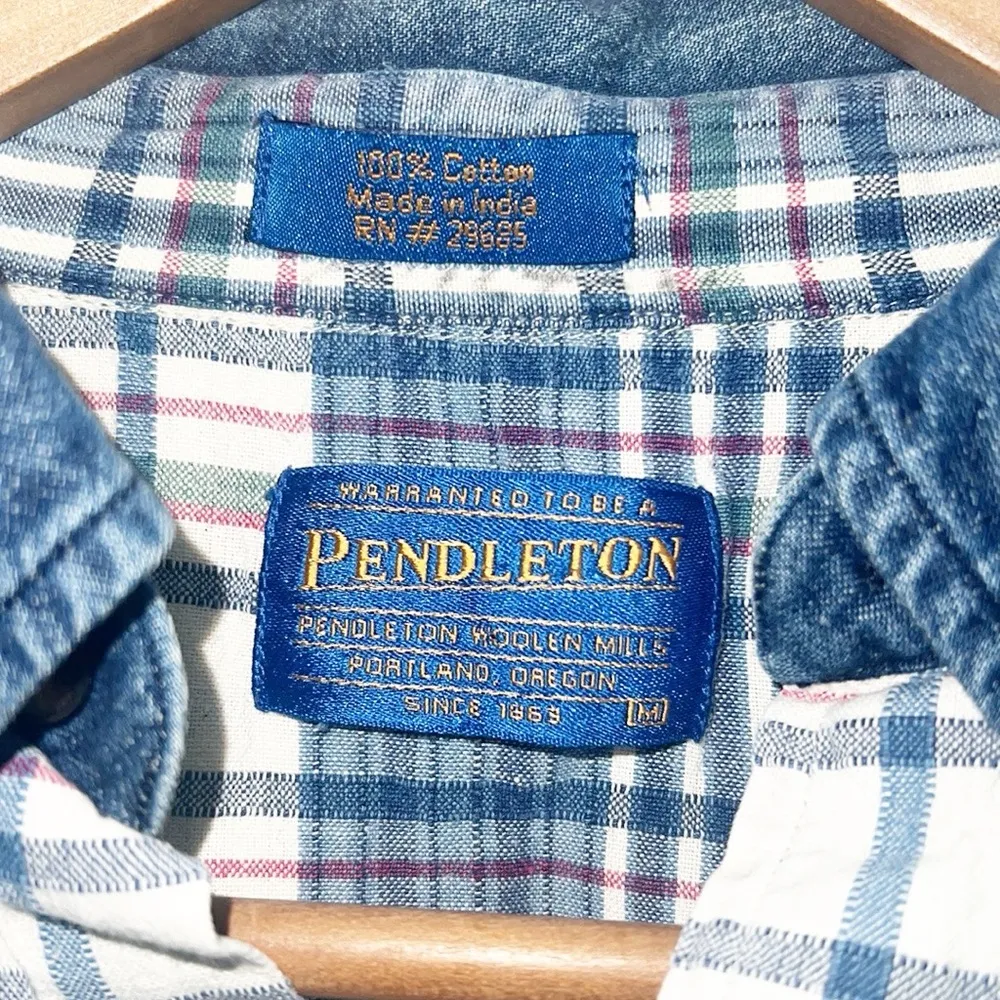 100% Cotton
Made in India
RN # 29685
WARRANTED TO BE A
PENDLETON
PENDLETON WOOLEN MILLS
PORTLAND, OREGON
SINCE 1863 [M]